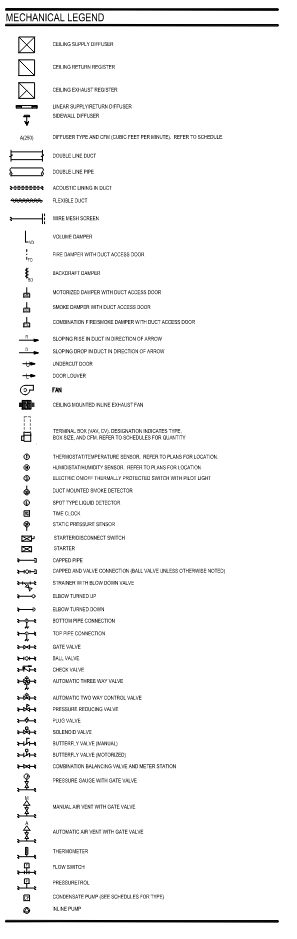 MECHANICAL LEGEND
CEILING SUPPLY DIFFUSER
CEILING RETURN REGISTER
CEILING EXHAUST REGISTER
LINEAR SUPPLY/RETURN DIFFUSER
SIDEWALL DIFFUSER
A(250) DIFFUSER TYPE AND CFM (CUBIC FEET PER MINUTE). REFER TO SCHEDULE
DOUBLE LINE DUCT
DOUBLE LINE PIPE
ACOUSTIC LINING IN DUCT
FLEXIBLE DUCT
WIRE MESH SCREEN
VD VOLUME DAMPER
FD FIRE DAMPER WITH DUCT ACCESS DOOR
BD BACKDRAFT DAMPER
MOTORIZED DAMPER WITH DUCT ACCESS DOOR
SMOKE DAMPER WITH DUCT ACCESS DOOR
COMBINATION FIRE/SMOKE DAMPER WITH DUCT ACCESS DOOR
R SLOPING RISE IN DUCT IN DIRECTION OF ARROW
D SLOPING DROP IN DUCT IN DIRECTION OF ARROW
U UNDERCUT DOOR
L DOOR LOUVER
FAN
CEILING MOUNTED INLINE EXHAUST FAN
TERMINAL BOX (VAV, CV). DESIGNATION INDICATES TYPE.
BOX SIZE, AND CFM. REFER TO SCHEDULES FOR QUANTITY
T THERMOSTAT/TEMPERATURE SENSOR. REFER TO PLANS FOR LOCATION.
H HUMIDISTAT/HUMIDITY SENSOR. REFER TO PLANS FOR LOCATION
S ELECTRIC ON/OFF THERMALLY PROTECTED SWITCH WITH PILOT LIGHT
DUCT MOUNTED SMOKE DETECTOR
SPOT TYPE LIQUID DETECTOR
TIME CLOCK
STATIC PRESSURE SENSOR
STARTER/DISCONNECT SWITCH
STARTER
CAPPED PIPE
CAPPED AND VALVE CONNECTION (BALL VALVE UNLESS OTHERWISE NOTED)
STRAINER WITH BLOW DOWN VALVE
ELBOW TURNED UP
ELBOW TURNED DOWN
BOTTOM PIPE CONNECTION
TOP PIPE CONNECTION
GATE VALVE
BALL VALVE
CHECK VALVE
AUTOMATIC THREE WAY VALVE
AUTOMATIC TWO WAY CONTROL VALVE
PRESSURE REDUCING VALVE
PLUG VALVE
SOLENOID VALVE
BUTTERFLY VALVE (MANUAL)
BUTTERFLY VALVE (MOTORIZED)
COMBINATION BALANCING VALVE AND METER STATION
PRESSURE GAUGE WITH GATE VALVE
M MANUAL AIR VENT WITH GATE VALVE
A AUTOMATIC AIR VENT WITH GATE VALVE
THERMOMETER
FLOW SWITCH
PRESSURETROL
CP CONDENSATE PUMP (SEE SCHEDULES FOR TYPE)
INLINE PUMP